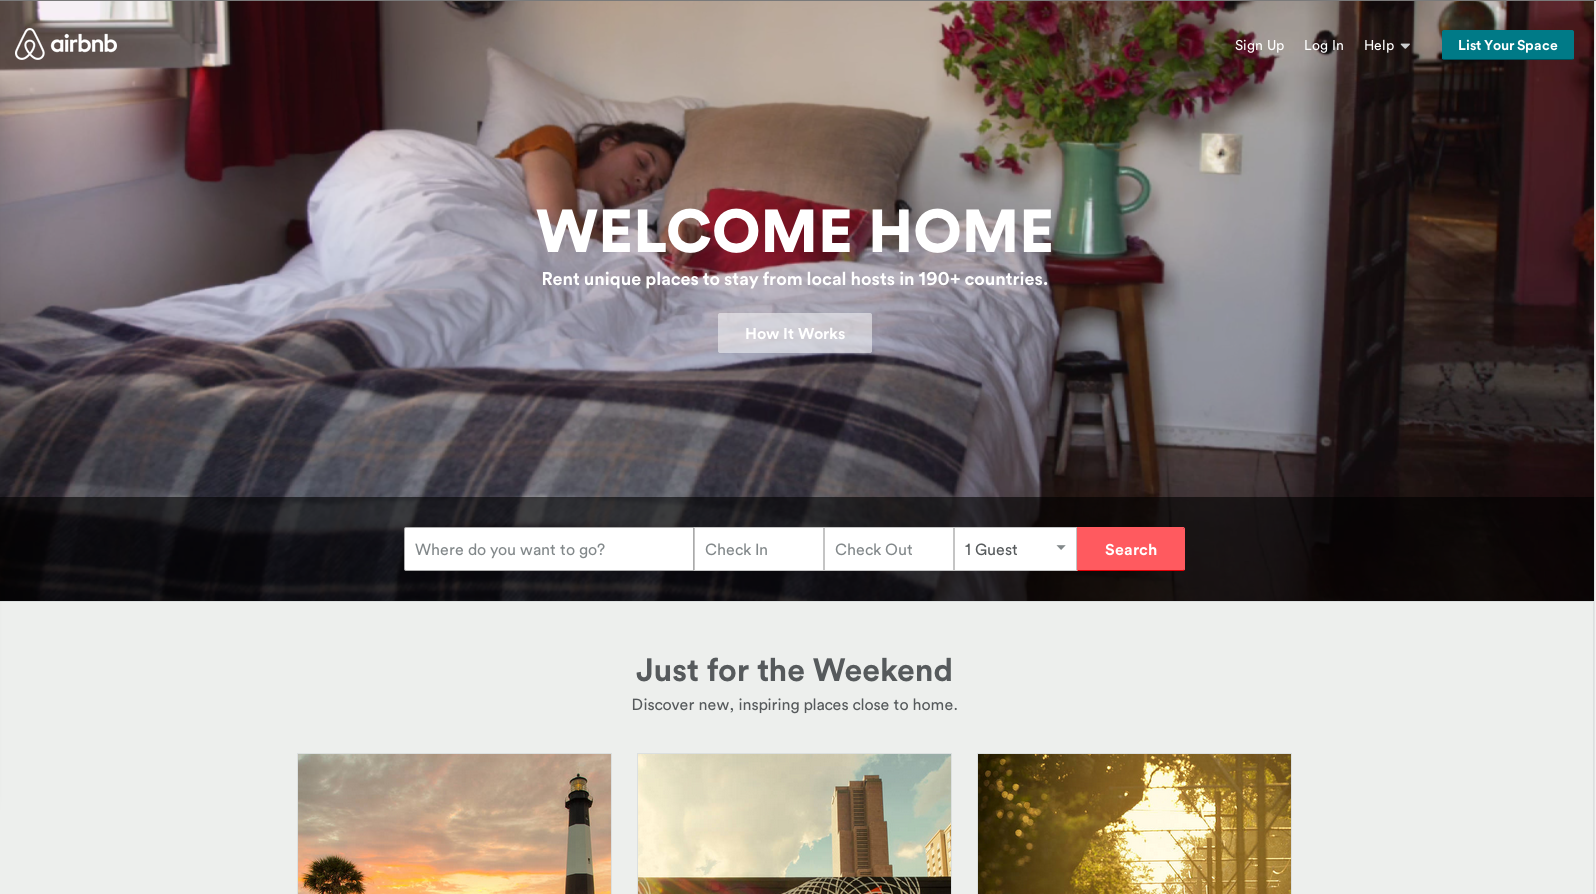 airbnb
Sign Up Log In Help List Your Space
WELCOME HOME
Rent unique places to stay from local hosts in 190+ countries.
How It Works
Where do you want to go? Check In Check Out 1 Guest Search
Just for the Weekend
Discover new, inspiring places close to home.